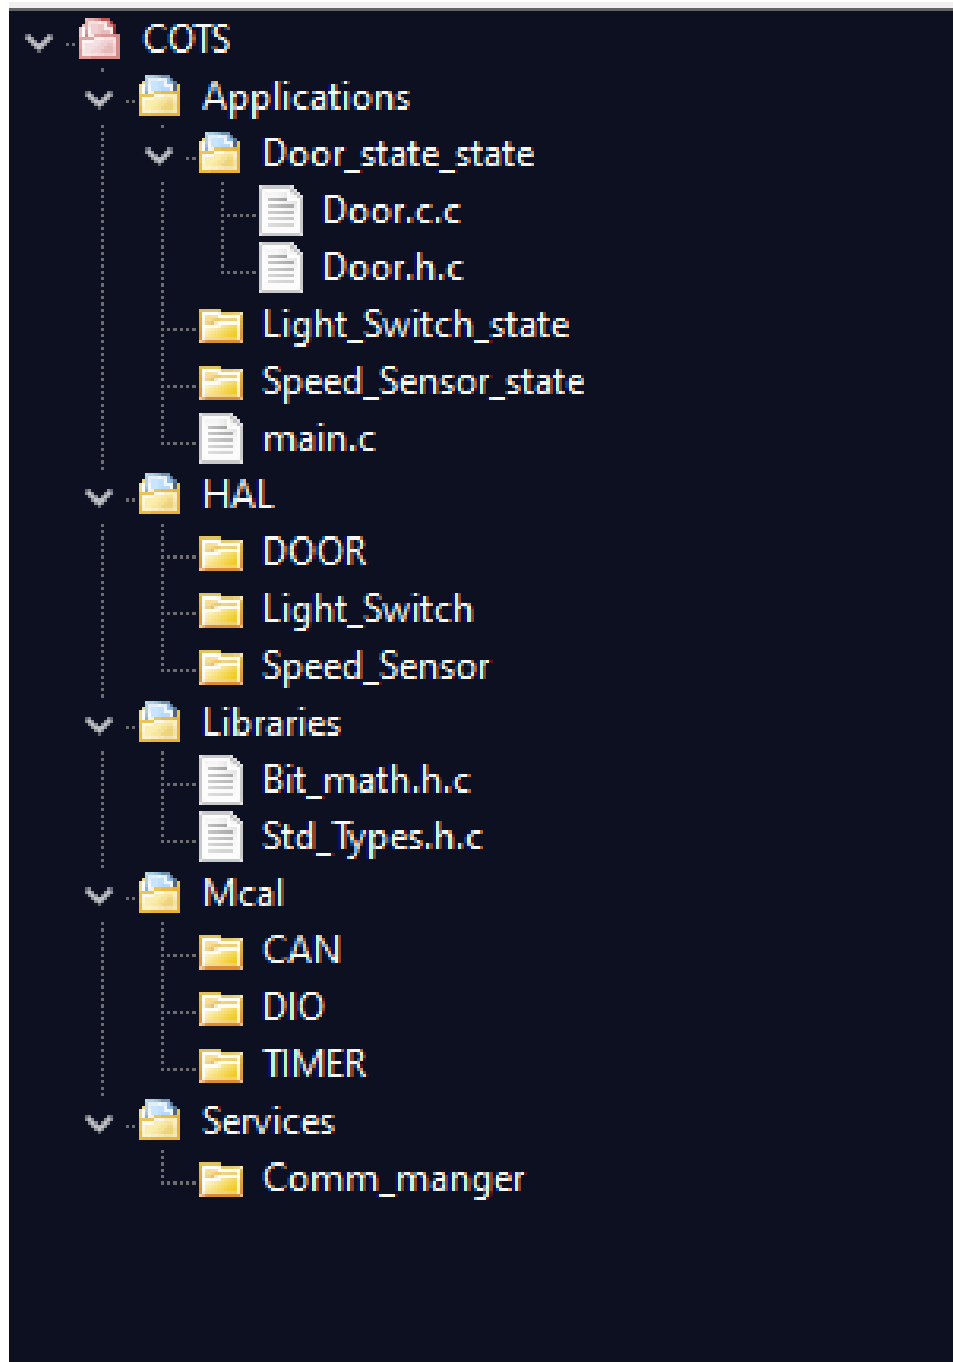 COTS
Applications
Door_state_state
Door.c.c
Door.h.c
Light_Switch_state
Speed_Sensor_state
main.c
HAL
DOOR
Light_Switch
Speed_Sensor
Libraries
Bit_math.h.c
Std_Types.h.c
Mcal
CAN
DIO
TIMER
Services
Comm_manger